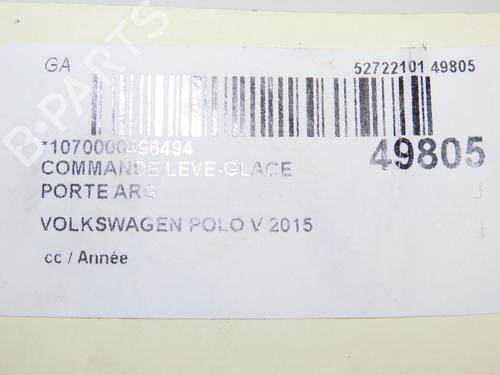 GA 52722101 49805
*1070000496494 49805
COMMANDE LEVE-GLACE
PORTE ARG
VOLKSWAGEN POLO V 2015
cc / Année
B-PARTS